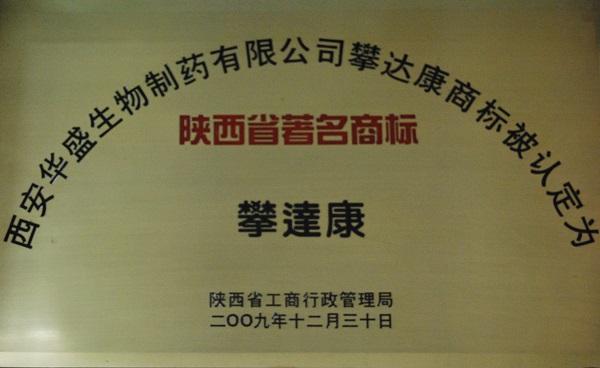 西安华盛生物制药有限公司攀达康商标被认定为
陕西省著名商标
攀達康
陕西省工商行政管理局
二OO九年十二月三十日